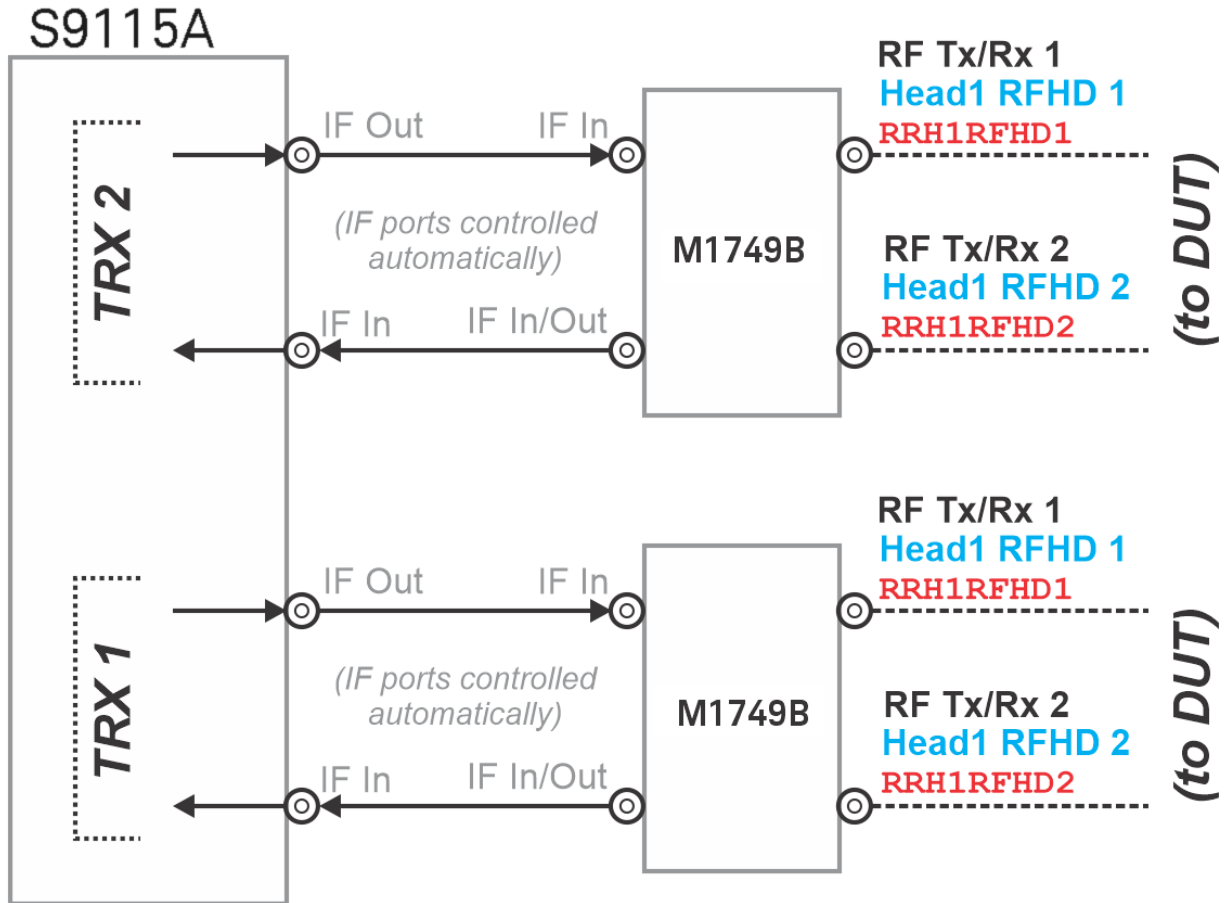 S9115A
TRX 2
IF Out
IF In
(IF ports controlled
automatically)
IF In
IF In/Out
M1749B
RF Tx/Rx 1
Head1 RFHD 1
RRH1RFHD1
RF Tx/Rx 2
Head1 RFHD 2
RRH1RFHD2
(to DUT)
TRX 1
IF Out
IF In
(IF ports controlled
automatically)
IF In
IF In/Out
M1749B
RF Tx/Rx 1
Head1 RFHD 1
RRH1RFHD1
RF Tx/Rx 2
Head1 RFHD 2
RRH1RFHD2
(to DUT)